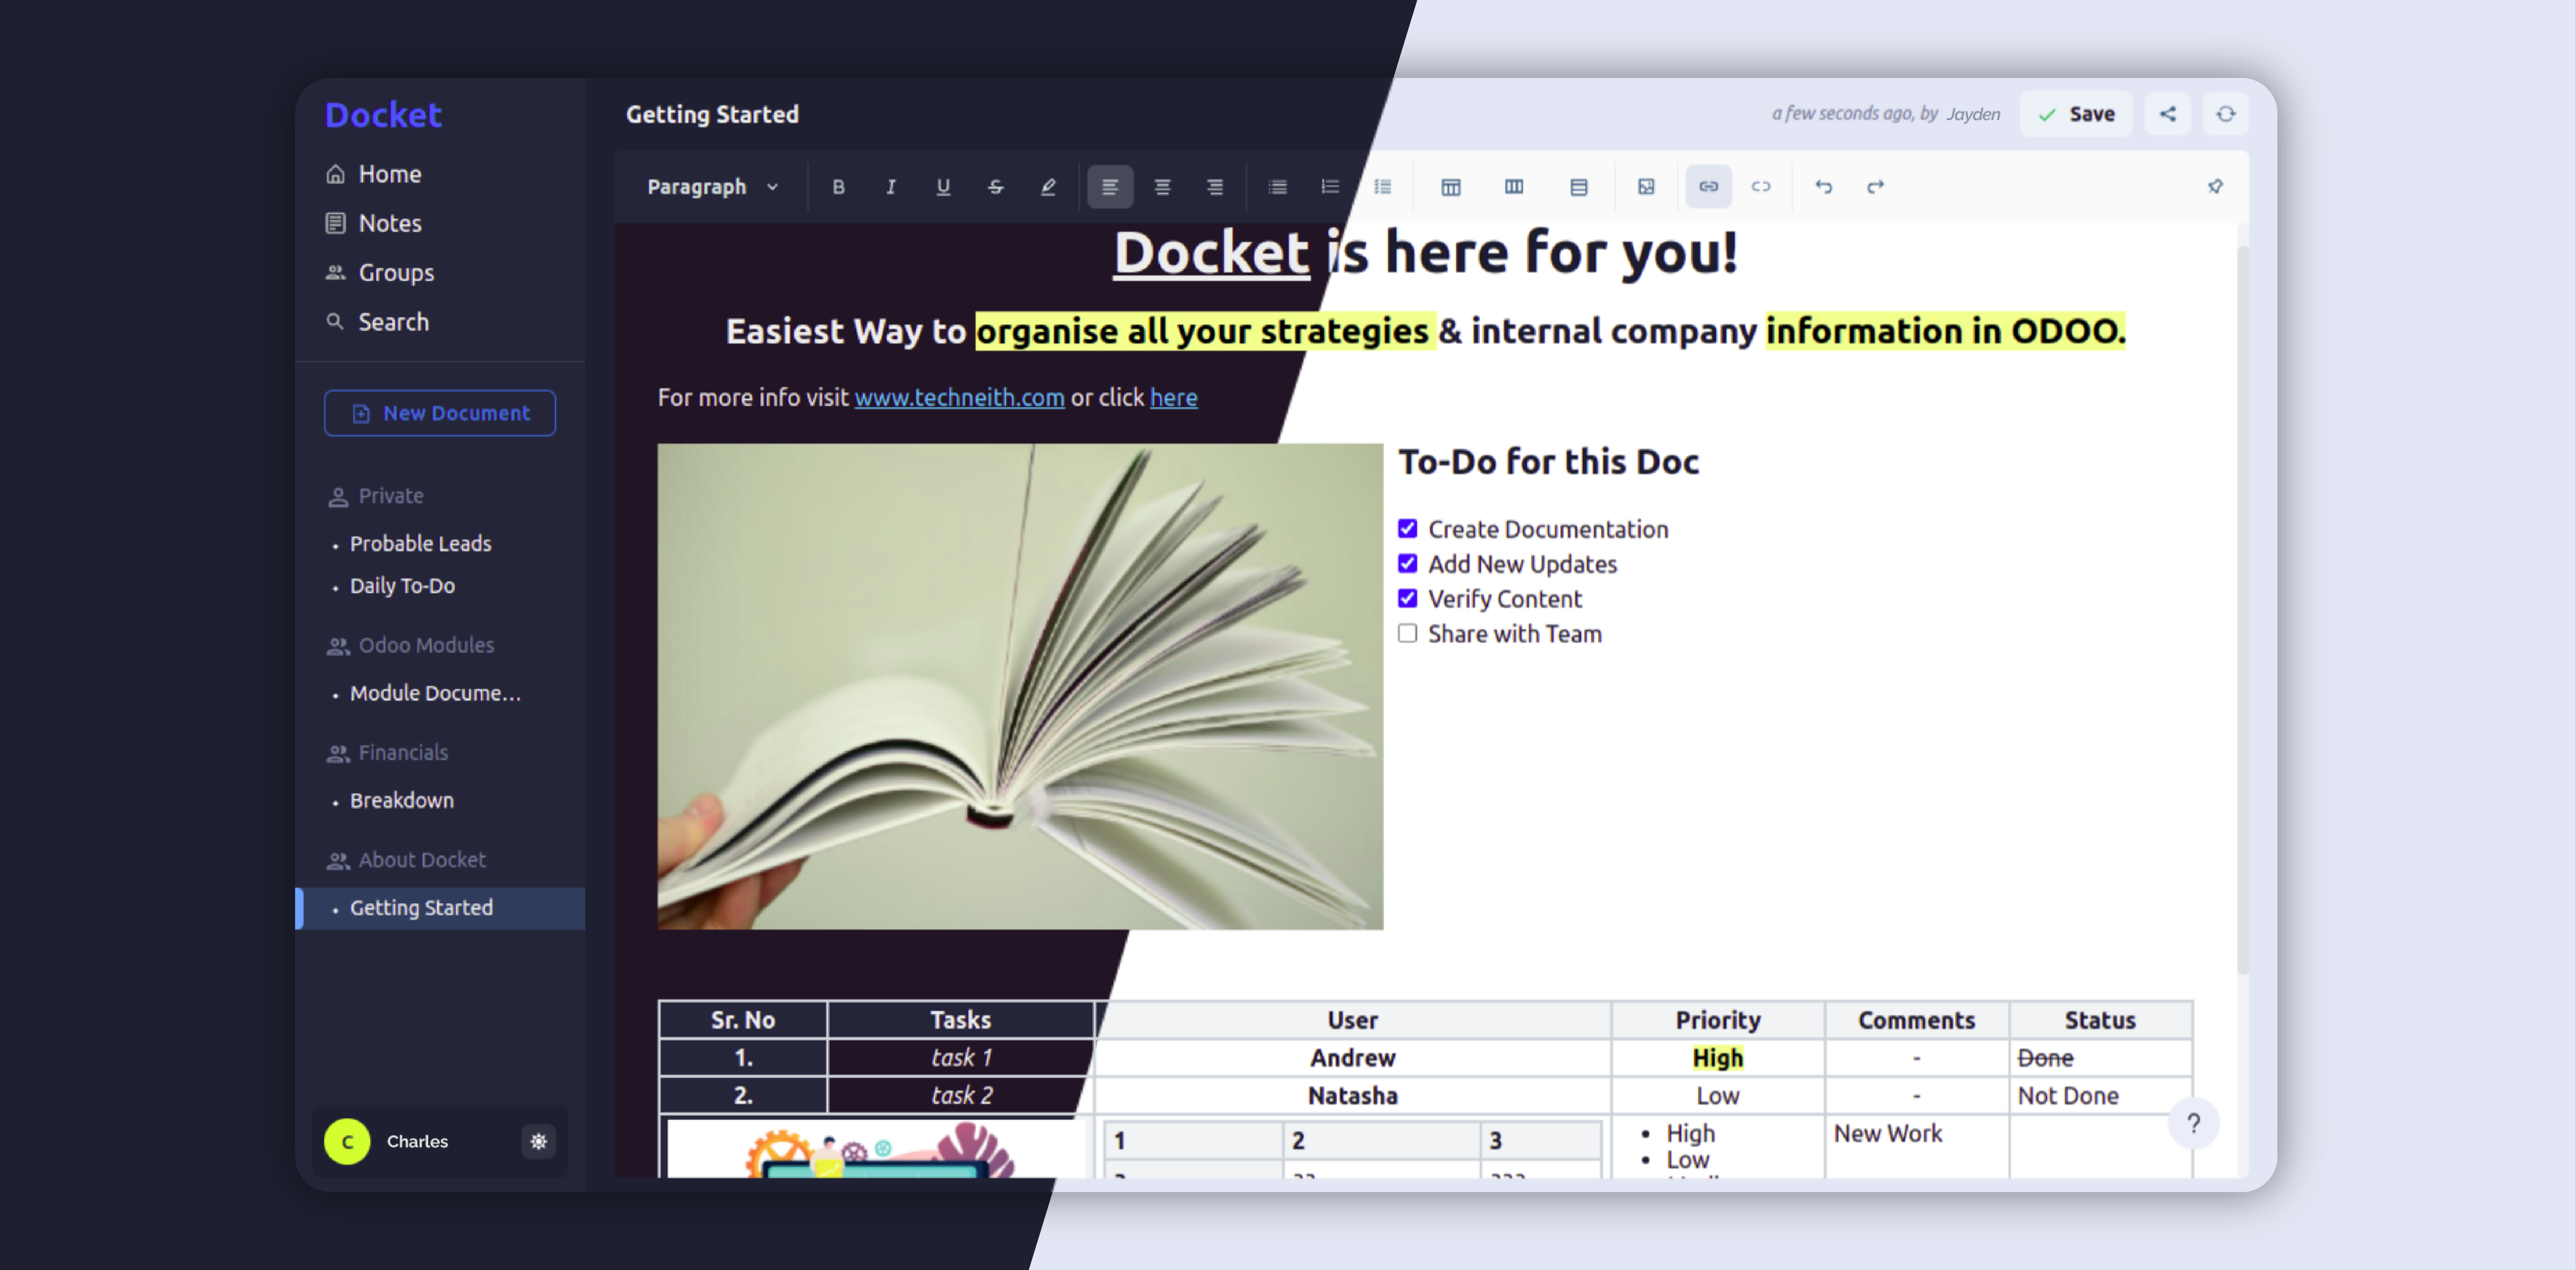 Docket
Home
Notes
Groups
Search
New Document
Private
Probable Leads
Daily To-Do
Odoo Modules
Module Docume...
Financials
Breakdown
About Docket
Getting Started
C Charles
Getting Started
a few seconds ago, by Jayden Save
Paragraph B I U S
Docket is here for you!
Easiest Way to organise all your strategies & internal company information in ODOO.
For more info visit www.techneith.com or click here
To-Do for this Doc
Create Documentation
Add New Updates
Verify Content
Share with Team
Sr. No Tasks User Priority Comments Status
1. task 1 Andrew High - Done
2. task 2 Natasha Low - Not Done
1 2 3 • High New Work
• Low
?